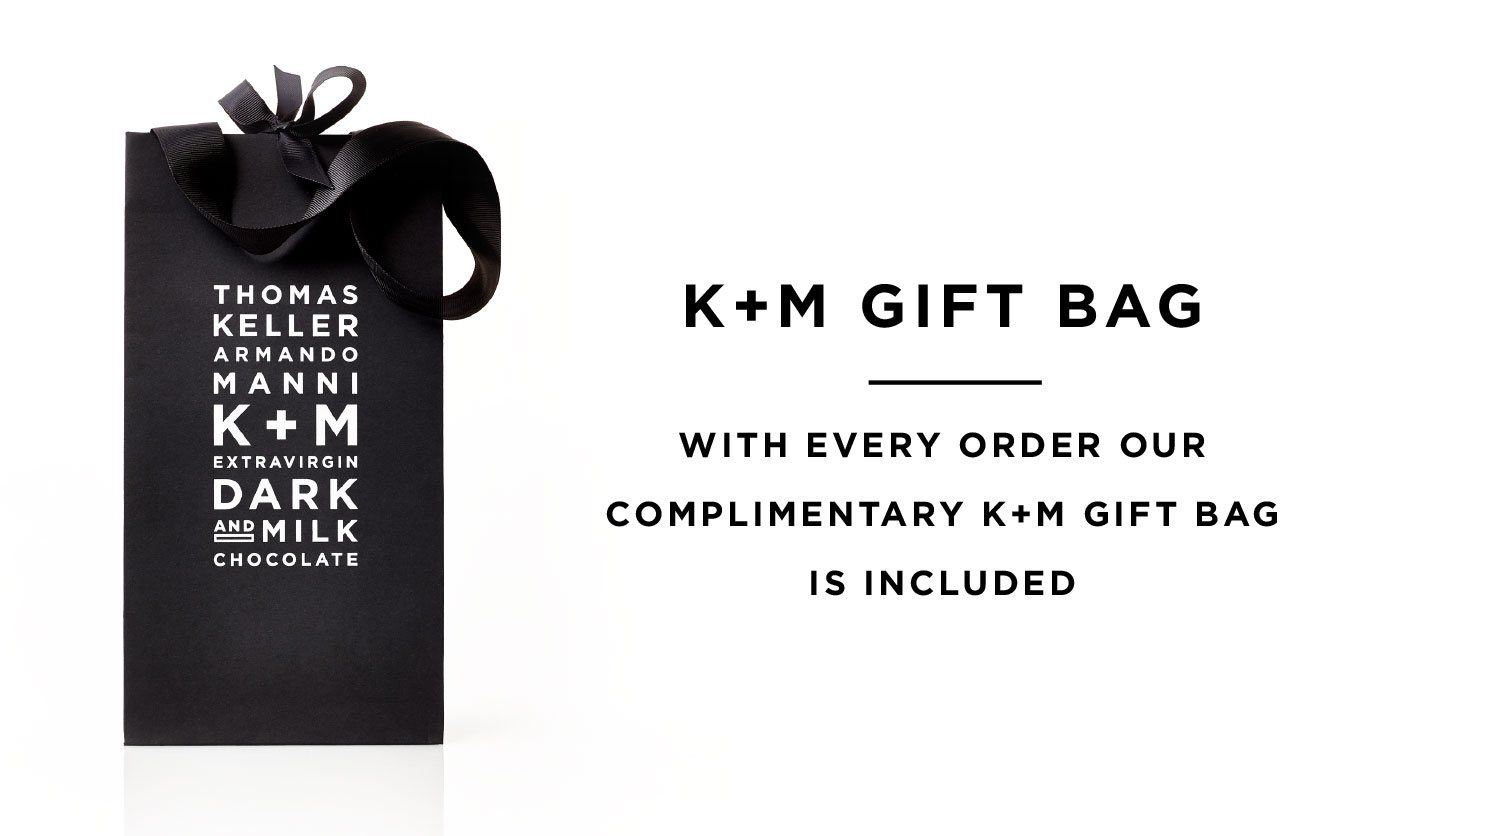 THOMAS
KELLER
ARMANDO
MANNI
K+M
EXTRAVIRGIN
DARK
AND MILK
CHOCOLATE
K+M GIFT BAG
WITH EVERY ORDER OUR
COMPLIMENTARY K+M GIFT BAG
IS INCLUDED